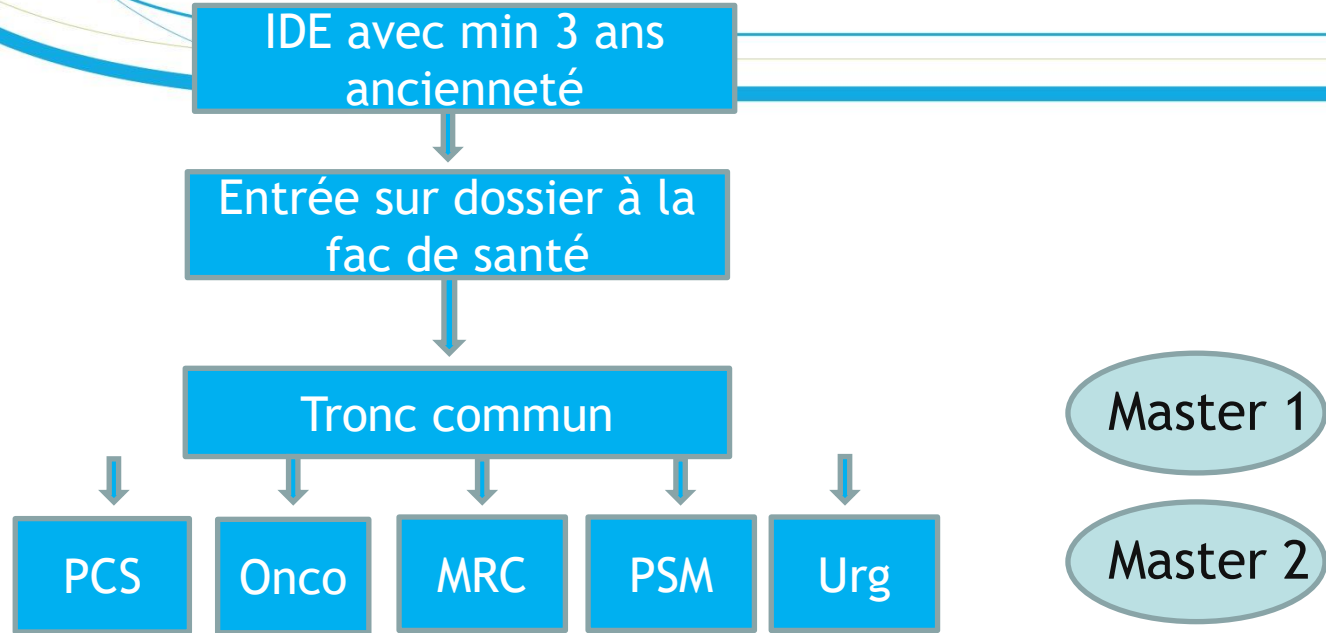 IDE avec min 3 ans
ancienneté
Entrée sur dossier à la
fac de santé
Tronc commun
Master 1
PCS
Onco
MRC
PSM
Urg
Master 2